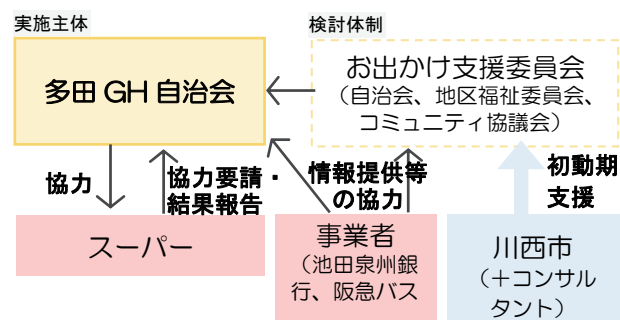 実施主体
検討体制
多田 GH 自治会
お出かけ支援委員会
（自治会、地区福祉委員会、
コミュニティ協議会）
協力
協力要請・
結果報告
情報提供等
の協力
初動期
支援
スーパー
事業者
（池田泉州銀
行、阪急バス
川西市
（＋コンサル
タント）